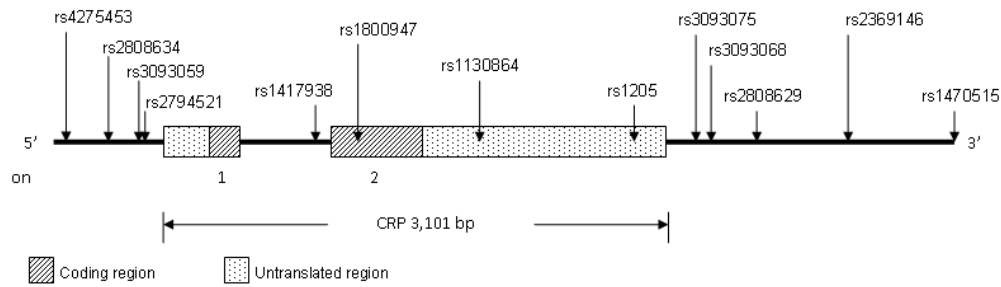 rs4275453
rs2808634
rs3093059
rs2794521
rs1417938
rs1800947
rs1130864
rs1205
rs3093075
rs3093068
rs2808629
rs2369146
rs1470515
5’
3’
on
1
2
CRP 3,101 bp
Coding region
Untranslated region